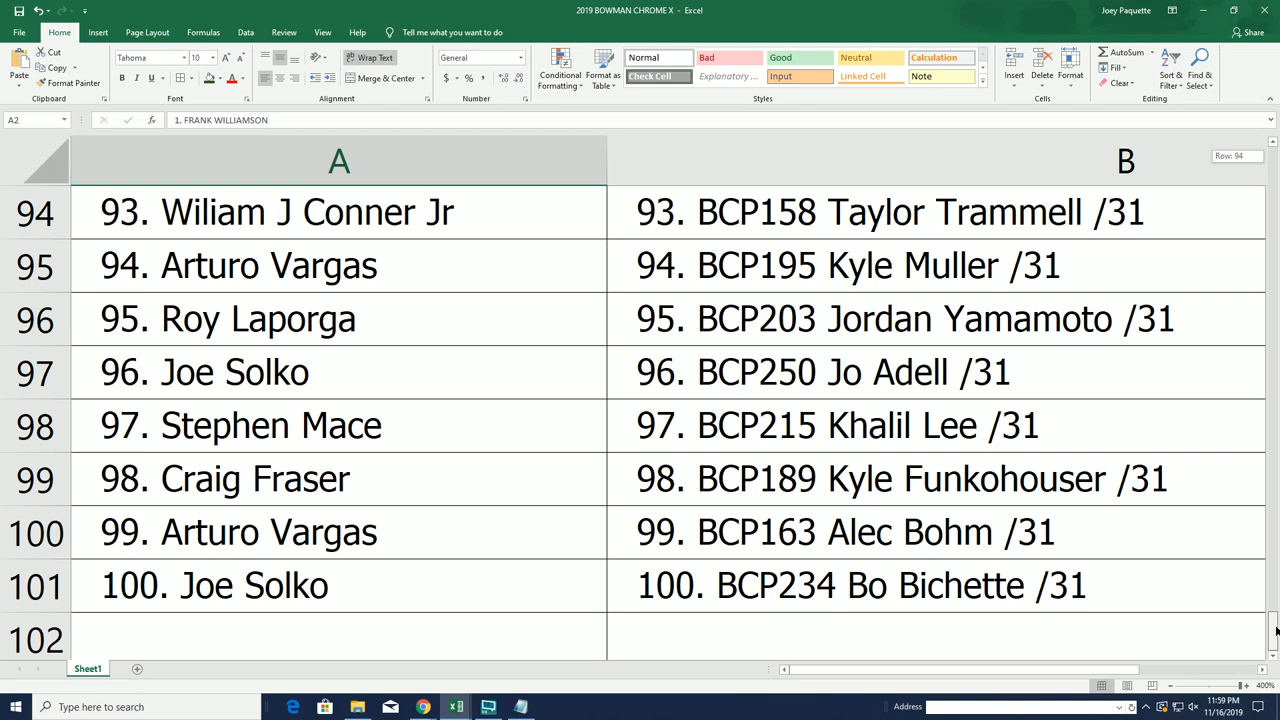 2019 BOWMAN CHROME X - Excel
Joey Paquette
File Home Insert Page Layout Formulas Data Review View Help Tell me what you want to do Share
Paste Cut Copy Format Painter Clipboard
Tahoma 10 B I U Font
Wrap Text Merge & Center Alignment
General $ % , Number
Conditional Formatting Format as Table
Normal Bad Good Neutral Calculation
Check Cell Explanatory ... Input Linked Cell Note
Styles
Insert Delete Format Cells
AutoSum Fill Clear Sort & Filter Find & Select Editing
A2 fx 1. FRANK WILLIAMSON
A B Row: 94
94 93. Wiliam J Conner Jr 93. BCP158 Taylor Trammell /31
95 94. Arturo Vargas 94. BCP195 Kyle Muller /31
96 95. Roy Laporga 95. BCP203 Jordan Yamamoto /31
97 96. Joe Solko 96. BCP250 Jo Adell /31
98 97. Stephen Mace 97. BCP215 Khalil Lee /31
99 98. Craig Fraser 98. BCP189 Kyle Funkohouser /31
100 99. Arturo Vargas 99. BCP163 Alec Bohm /31
101 100. Joe Solko 100. BCP234 Bo Bichette /31
102
Sheet1
400%
Type here to search
Address
11:59 PM
11/16/2019